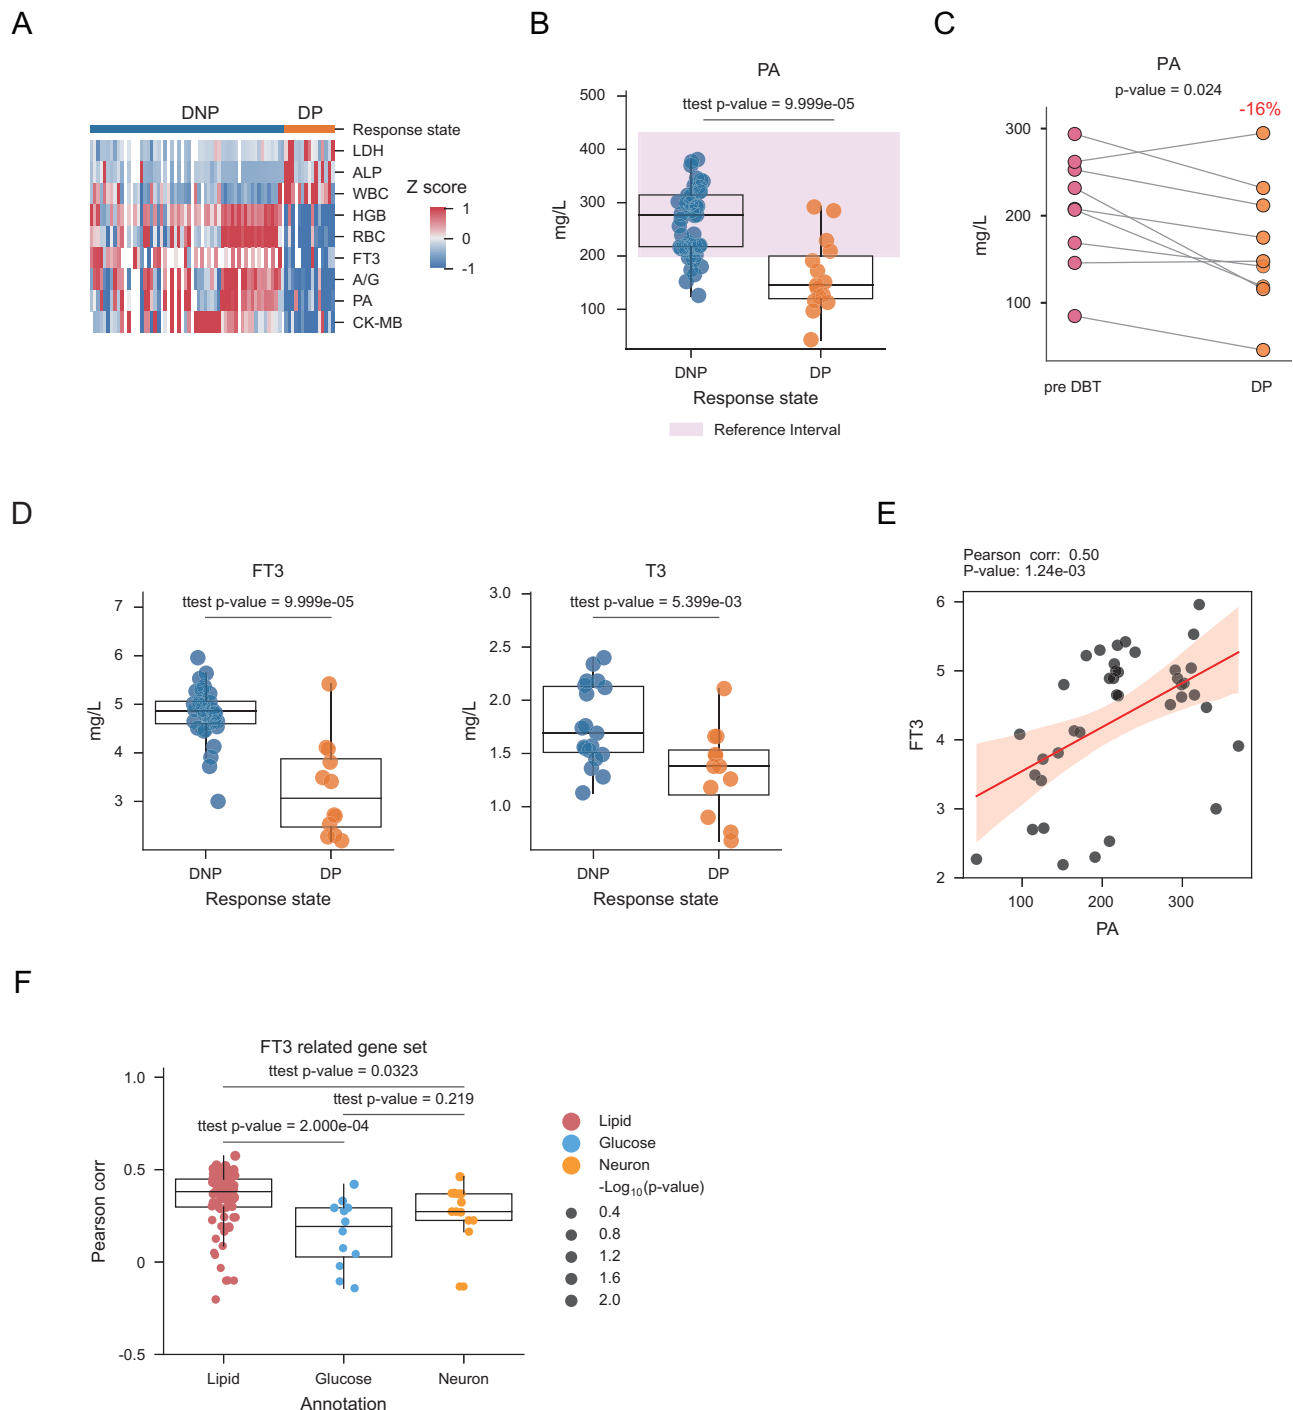 A
DNP
DP
Response state
LDH
ALP
WBC
HGB
RBC
FT3
A/G
PA
CK-MB
Z score
1
0
-1
B
PA
ttest p-value = 9.999e-05
500
400
300
200
100
mg/L
DNP
DP
Response state
Reference Interval
C
PA
p-value = 0.024
-16%
300
200
100
mg/L
pre DBT
DP
D
FT3
ttest p-value = 9.999e-05
7
6
5
4
3
mg/L
DNP
DP
Response state
T3
ttest p-value = 5.399e-03
3.0
2.5
2.0
1.5
1.0
mg/L
DNP
DP
Response state
E
Pearson corr: 0.50
P-value: 1.24e-03
6
5
4
3
2
FT3
100
200
300
PA
F
FT3 related gene set
ttest p-value = 0.0323
ttest p-value = 0.219
ttest p-value = 2.000e-04
1.0
0.5
0
-0.5
Pearson corr
Lipid
Glucose
Neuron
Annotation
Lipid
Glucose
Neuron
-Log10(p-value)
0.4
0.8
1.2
1.6
2.0